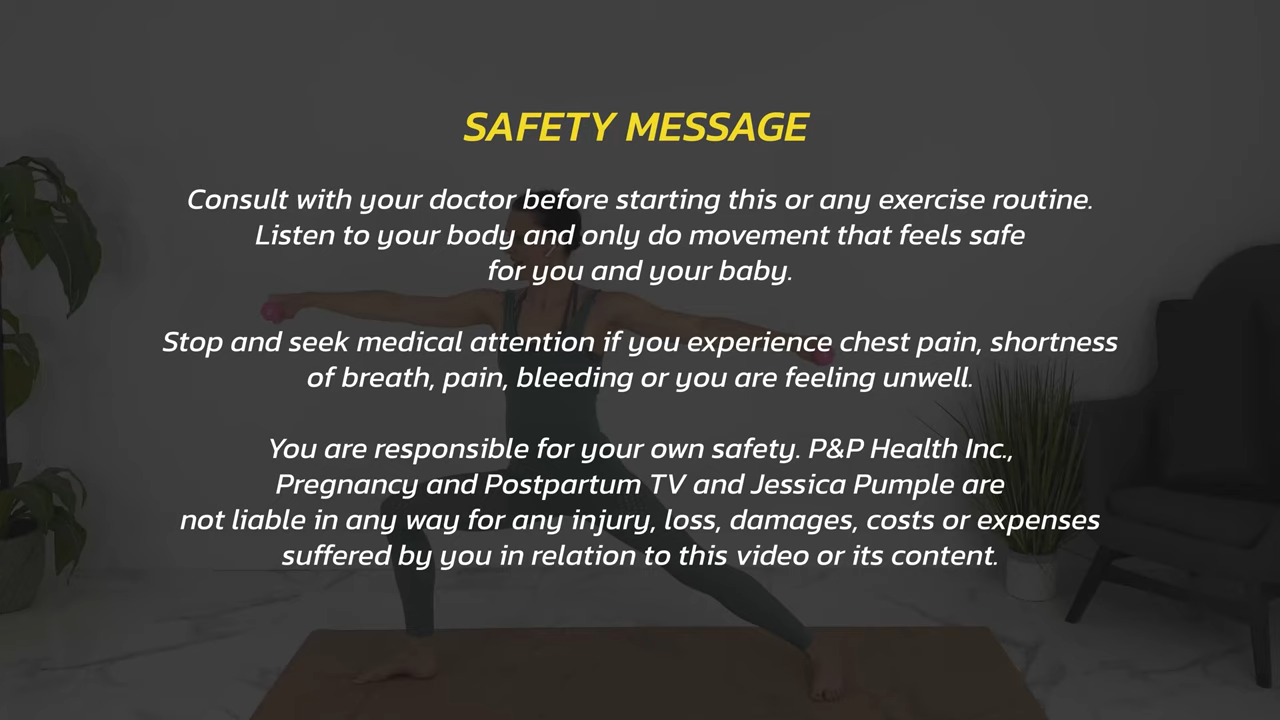 SAFETY MESSAGE
Consult with your doctor before starting this or any exercise routine.
Listen to your body and only do movement that feels safe
for you and your baby.
Stop and seek medical attention if you experience chest pain, shortness
of breath, pain, bleeding or you are feeling unwell.
You are responsible for your own safety. P&P Health Inc.,
Pregnancy and Postpartum TV and Jessica Pumple are
not liable in any way for any injury, loss, damages, costs or expenses
suffered by you in relation to this video or its content.